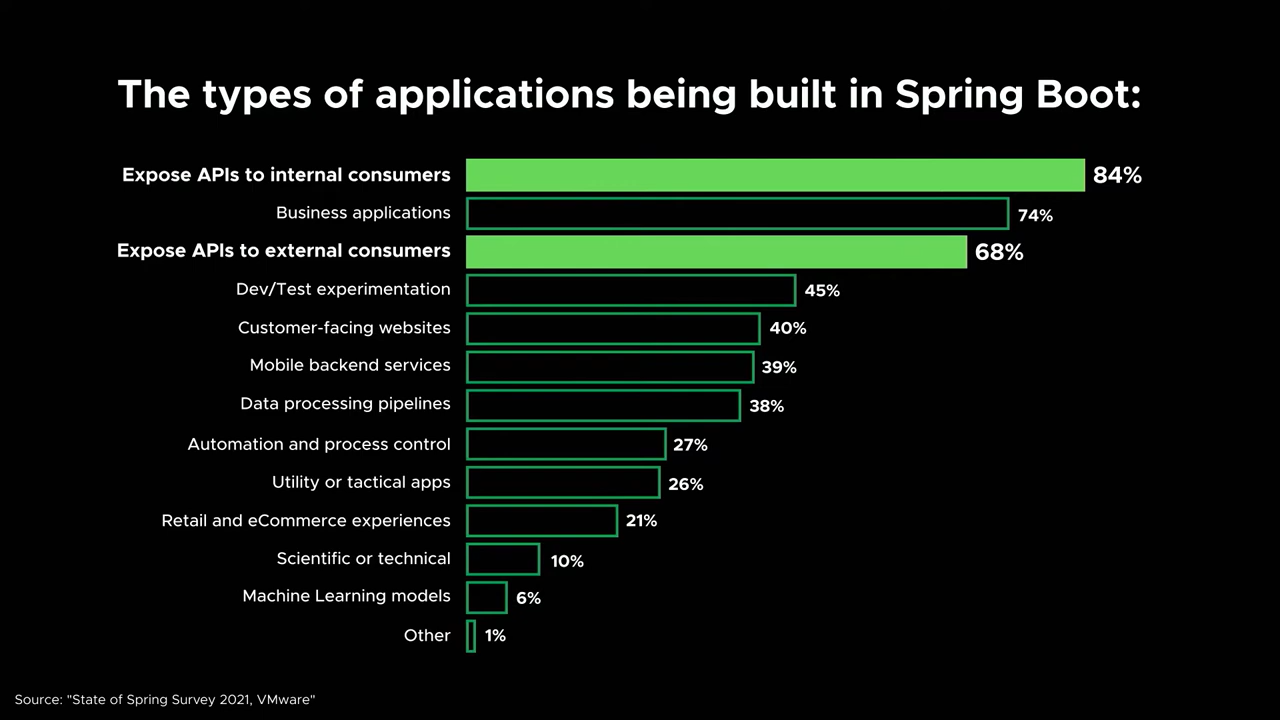 The types of applications being built in Spring Boot:
Expose APIs to internal consumers 84%
Business applications 74%
Expose APIs to external consumers 68%
Dev/Test experimentation 45%
Customer-facing websites 40%
Mobile backend services 39%
Data processing pipelines 38%
Automation and process control 27%
Utility or tactical apps 26%
Retail and eCommerce experiences 21%
Scientific or technical 10%
Machine Learning models 6%
Other 1%
Source: "State of Spring Survey 2021, VMware"